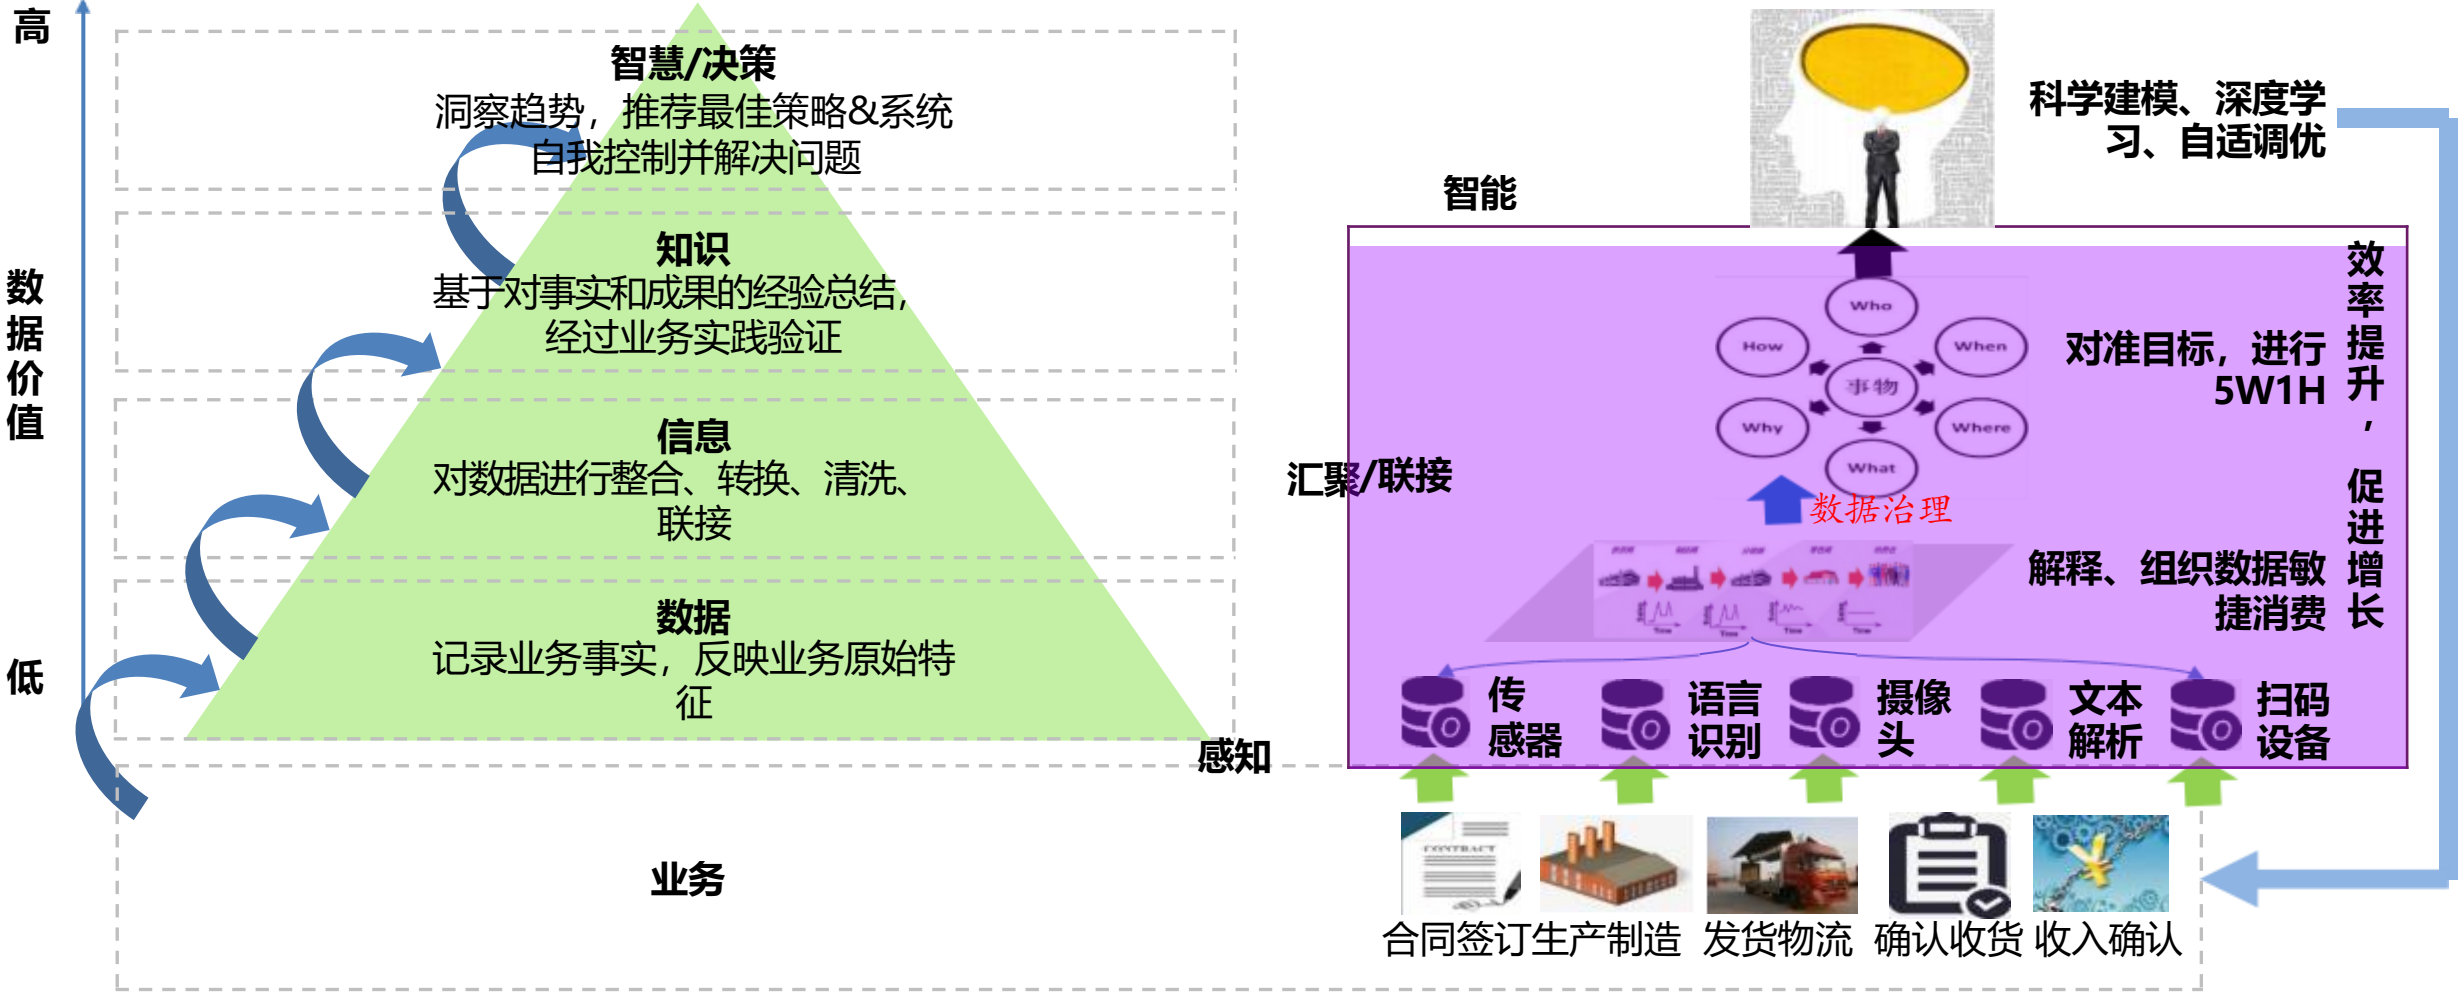 高
数
据
价
值
低
智慧/决策
洞察趋势，推荐最佳策略&系统
自我控制并解决问题
知识
基于对事实和成果的经验总结，
经过业务实践验证
信息
对数据进行整合、转换、清洗、
联接
数据
记录业务事实，反映业务原始特
征
业务
感知
汇聚/联接
智能
科学建模、深度学
习、自适调优
Who
How
When
事物
Why
Where
What
对准目标，进行
5W1H
数据治理
解释、组织数据敏
捷消费
效
率
提
升
，
促
进
增
长
Time
Time
Time
Time
传
感器
语言
识别
摄像
头
文本
解析
扫码
设备
CONTRACT
合同签订
生产制造
发货物流
确认收货
收入确认